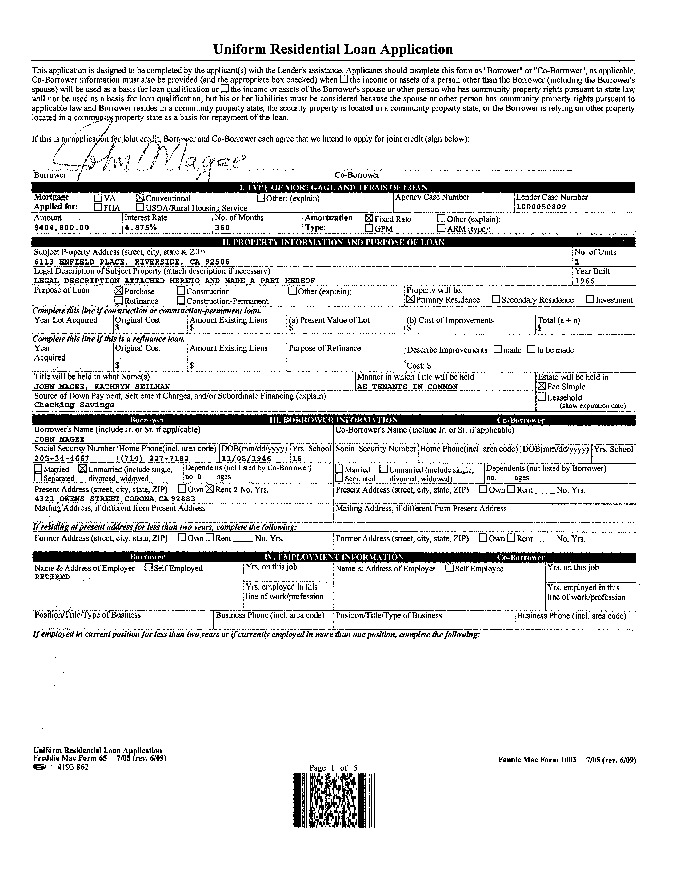 Uniform Residential Loan Application
This application is designed to be completed by the applicant(s) with the Lender's assistance. Applicants should complete this form as "Borrower" or "Co-Borrower", as applicable.
Co-Borrower information must also be provided (and the appropriate box checked) when the income or assets of a person other than the Borrower (including the Borrower's
spouse) will be used as a basis for loan qualification or the income or assets of the Borrower's spouse or other person who has community property rights pursuant to state law
will not be used as a basis for loan qualification, but his or her liabilities must be considered because the spouse or other person has community property rights pursuant to
applicable law and Borrower resides in a community property state, the security property is located in a community property state, or the Borrower is relying on other property
located in a community property state as a basis for repayment of the loan.
If this is an application for joint credit, Borrower and Co-Borrower each agree that we intend to apply for joint credit (sign below):
John Magee
Borrower Co-Borrower
I. TYPE OF MORTGAGE AND TERMS OF LOAN
Mortgage Applied for: VA Conventional Other: (explain) Agency Case Number Lender Case Number
FHA USDA/Rural Housing Service
Amount Interest Rate No. of Months Amortization Type: Fixed Rate Other (explain):
4.875% 360 GPM ARM (type):
II. PROPERTY INFORMATION AND PURPOSE OF LOAN
Subject Property Address (street, city, state & ZIP) No. of Units
6113 ENFIELD PLACE, RIVERSIDE, CA 92506 1
Legal Description of Subject Property (attach description if necessary) Year Built
LEGAL DESCRIPTION ATTACHED HERETO AND MADE A PART HEREOF 1966
Purpose of Loan Purchase Construction Other (explain): Property will be:
Refinance Construction-Permanent Primary Residence Secondary Residence Investment
Complete this line if construction or construction-permanent loan.
Year Lot Acquired Original Cost Amount Existing Liens (a) Present Value of Lot (b) Cost of Improvements Total (a + b)
$ $ $ $ $
Complete this line if this is a refinance loan.
Year Acquired Original Cost Amount Existing Liens Purpose of Refinance Describe Improvements made to be made
$ $ Cost: $
Title will be held in what Name(s) Manner in which Title will be held Estate will be held in
JOHN MAGEE, KATHRYN AS TENANTS IN COMMON Fee Simple
Source of Down Payment, Settlement Charges, and/or Subordinate Financing (explain) Leasehold
Checking Savings (show expiration date)
Borrower III. BORROWER INFORMATION Co-Borrower
Borrower's Name (include Jr. or Sr. if applicable) Co-Borrower's Name (include Jr. or Sr. if applicable)
JOHN MAGEE
Social Security Number Home Phone(incl. area code) DOB(mm/dd/yyyy) Yrs. School Social Security Number Home Phone(incl. area code) DOB(mm/dd/yyyy) Yrs. School
16
Married Unmarried (include single, divorced, widowed) Dependents (not listed by Co-Borrower) Married Unmarried (include single, divorced, widowed) Dependents (not listed by Borrower)
Separated no. 0 ages Separated no. ages
Present Address (street, city, state, ZIP) Own Rent 2 No. Yrs. Present Address (street, city, state, ZIP) Own Rent No. Yrs.
OWENS STREET, CORONA, CA
Mailing Address, if different from Present Address Mailing Address, if different from Present Address
If residing at present address for less than two years, complete the following:
Former Address (street, city, state, ZIP) Own Rent No. Yrs. Former Address (street, city, state, ZIP) Own Rent No. Yrs.
Borrower IV. EMPLOYMENT INFORMATION Co-Borrower
Name & Address of Employer Self Employed Yrs. on this job Name & Address of Employer Self Employed Yrs. on this job
RETIRED
Yrs. employed in this line of work/profession Yrs. employed in this line of work/profession
Position/Title/Type of Business Business Phone (incl. area code) Position/Title/Type of Business Business Phone (incl. area code)
If employed in current position for less than two years or if currently employed in more than one position, complete the following:
Uniform Residential Loan Application
Freddie Mac Form 65 7/05 (rev. 6/09) Fannie Mae Form 1003 7/05 (rev. 6/09)
Page 1 of 5